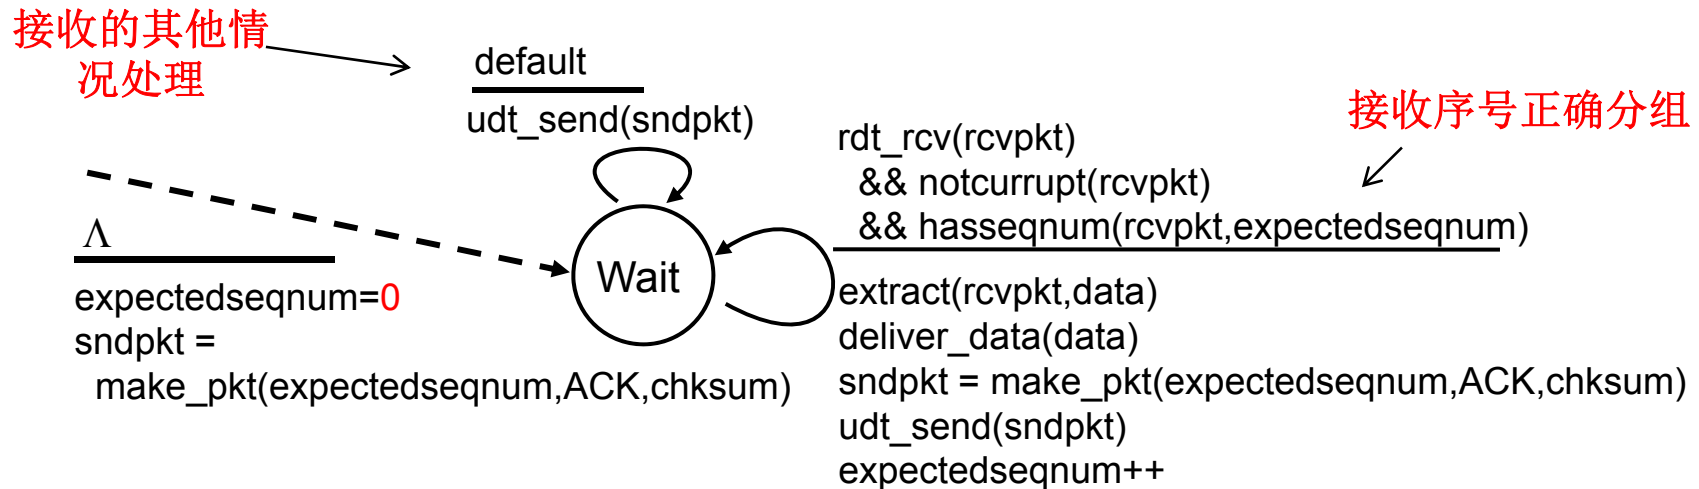 接收的其他情
况处理
default
udt_send(sndpkt)
接收序号正确分组
rdt_rcv(rcvpkt)
&& notcurrupt(rcvpkt)
&& hasseqnum(rcvpkt,expectedseqnum)
Λ
Wait
expectedseqnum=0
sndpkt =
make_pkt(expectedseqnum,ACK,chksum)
extract(rcvpkt,data)
deliver_data(data)
sndpkt = make_pkt(expectedseqnum,ACK,chksum)
udt_send(sndpkt)
expectedseqnum++